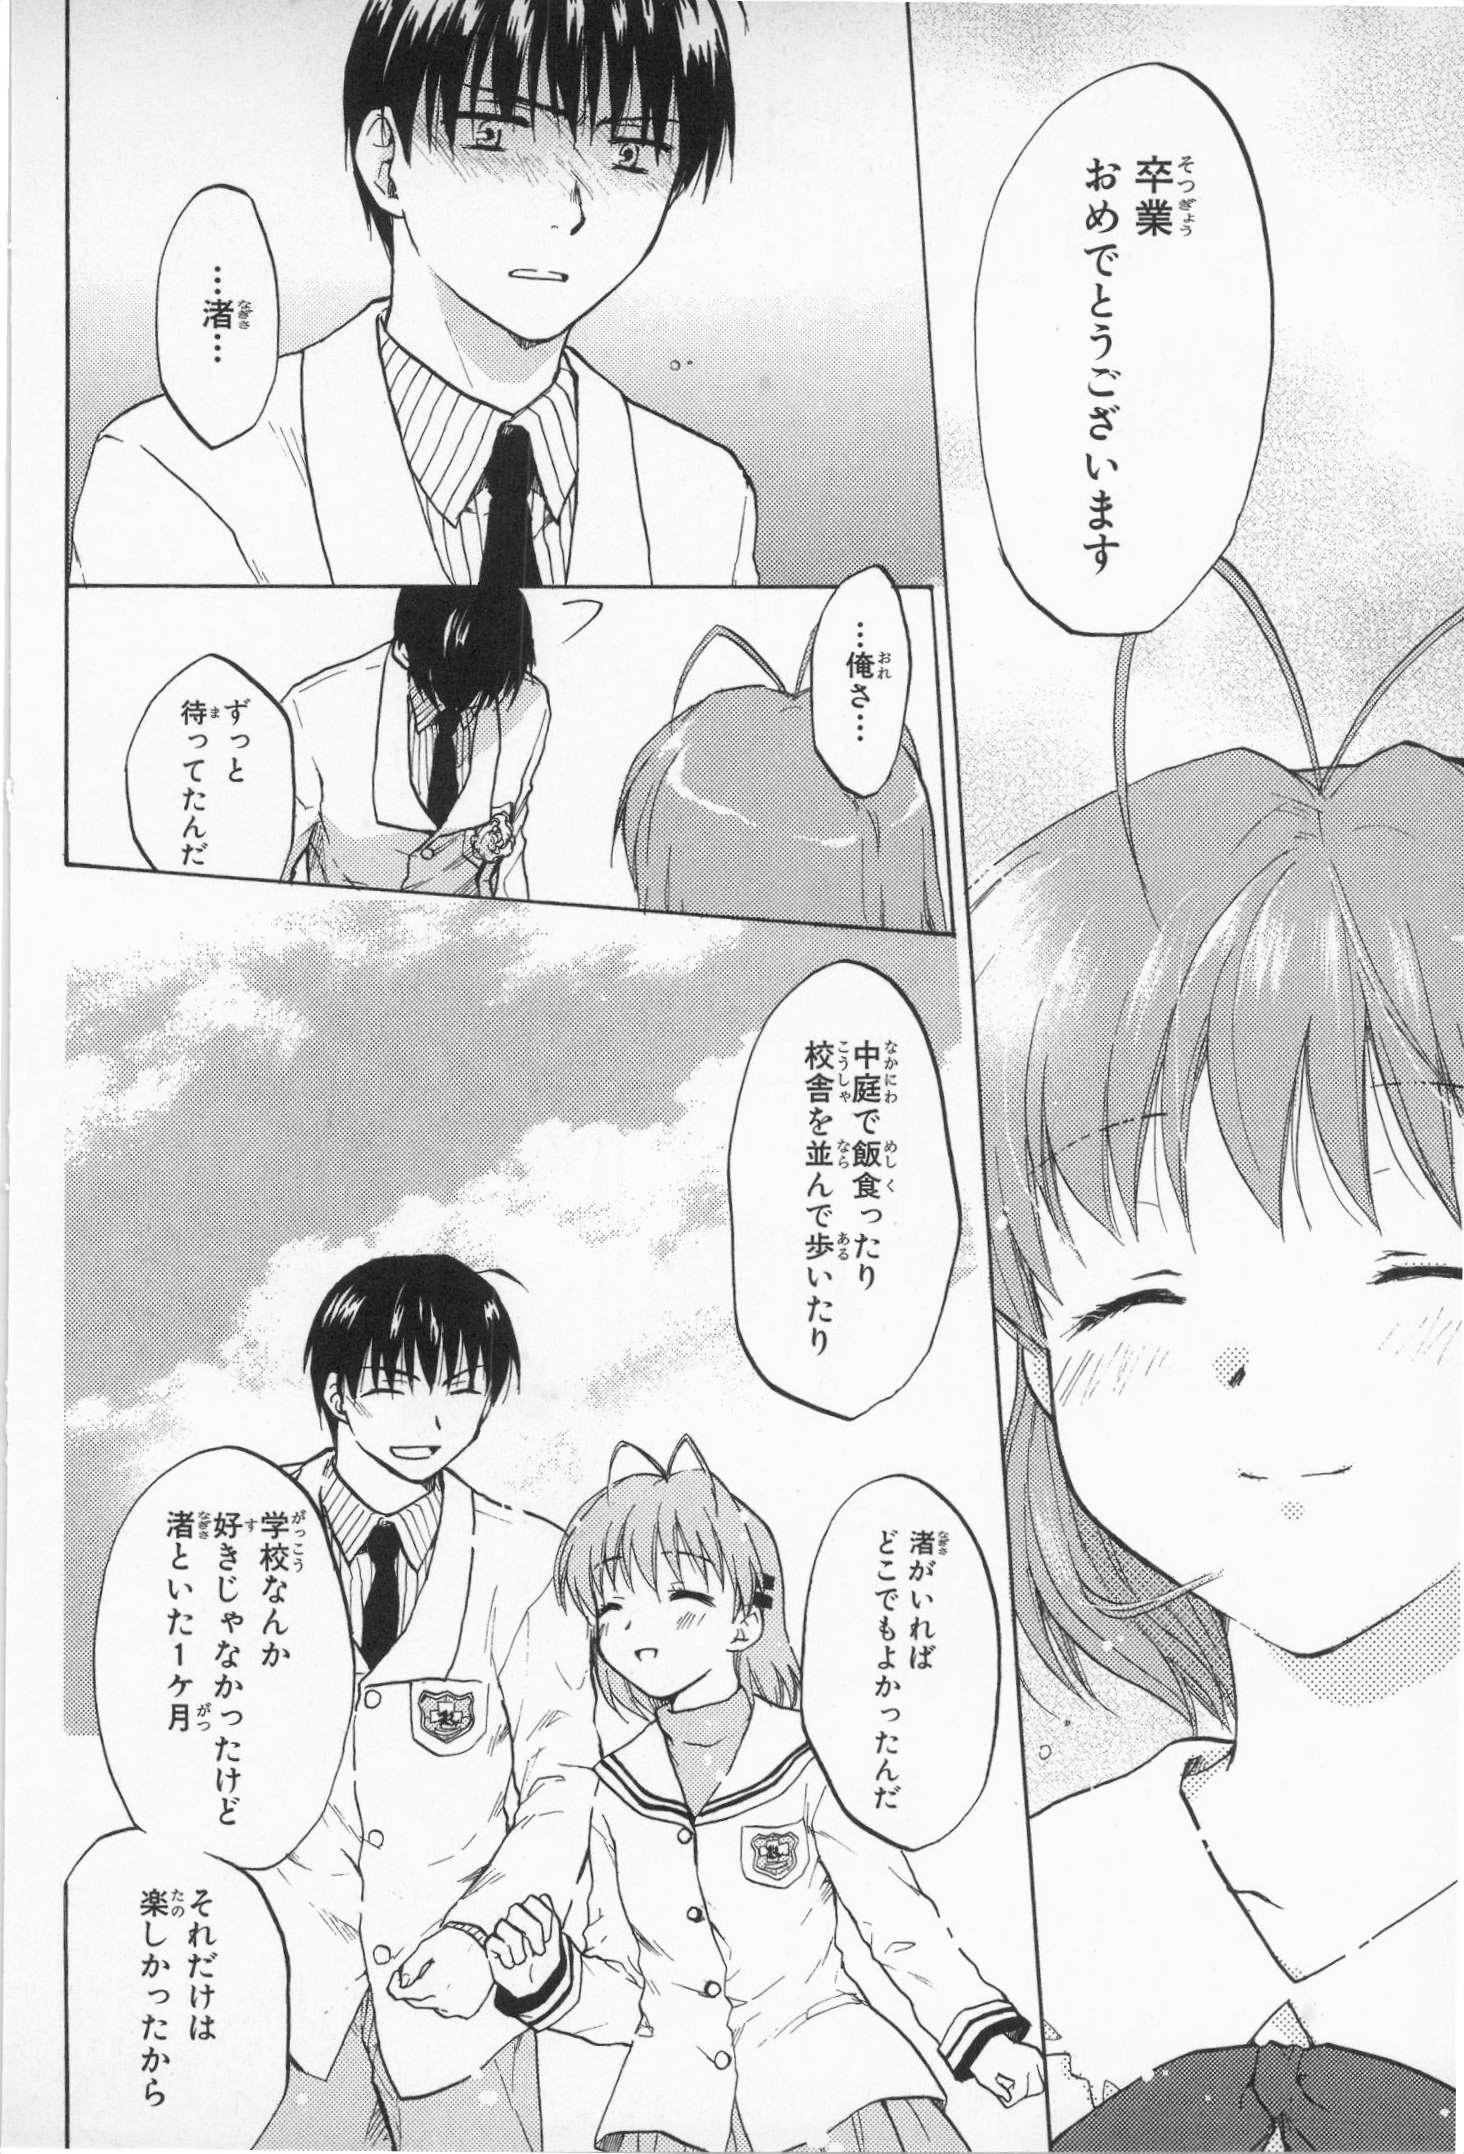 卒業
おめでとうございます
…渚…
…俺さ…
ずっと
待ってたんだ
中庭で飯食ったり
校舎を並んで歩いたり
渚がいれば
どこでもよかったんだ
学校なんか
好きじゃなかったけど
渚といた1ヶ月
それだけは
楽しかったから